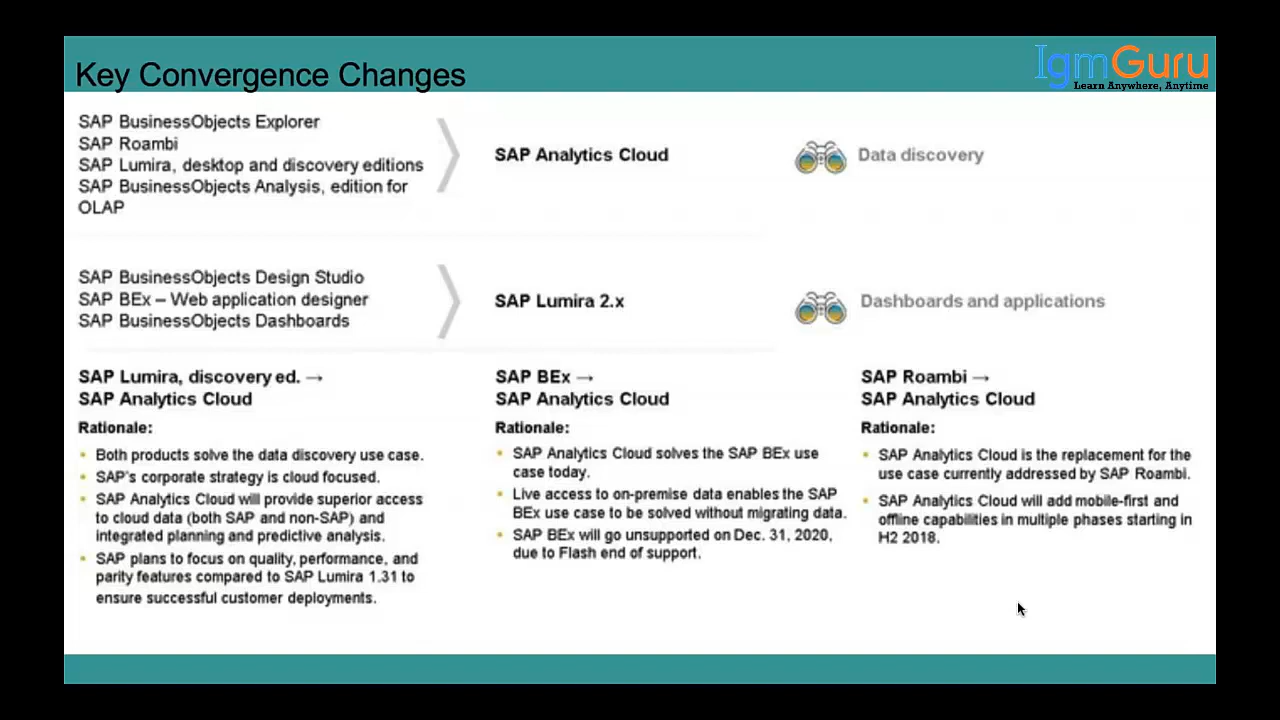 Key Convergence Changes
IgmGuru
Learn Anywhere, Anytime
SAP BusinessObjects Explorer
SAP Roambi
SAP Lumira, desktop and discovery editions
SAP BusinessObjects Analysis, edition for
OLAP
SAP Analytics Cloud
Data discovery
SAP BusinessObjects Design Studio
SAP BEx – Web application designer
SAP BusinessObjects Dashboards
SAP Lumira 2.x
Dashboards and applications
SAP Lumira, discovery ed. →
SAP Analytics Cloud
Rationale:
• Both products solve the data discovery use case.
• SAP's corporate strategy is cloud focused.
• SAP Analytics Cloud will provide superior access
to cloud data (both SAP and non-SAP) and
integrated planning and predictive analysis.
• SAP plans to focus on quality, performance, and
parity features compared to SAP Lumira 1.31 to
ensure successful customer deployments.
SAP BEx →
SAP Analytics Cloud
Rationale:
• SAP Analytics Cloud solves the SAP BEx use
case today.
• Live access to on-premise data enables the SAP
BEx use case to be solved without migrating data.
• SAP BEx will go unsupported on Dec. 31, 2020,
due to Flash end of support.
SAP Roambi →
SAP Analytics Cloud
Rationale:
• SAP Analytics Cloud is the replacement for the
use case currently addressed by SAP Roambi.
• SAP Analytics Cloud will add mobile-first and
offline capabilities in multiple phases starting in
H2 2018.